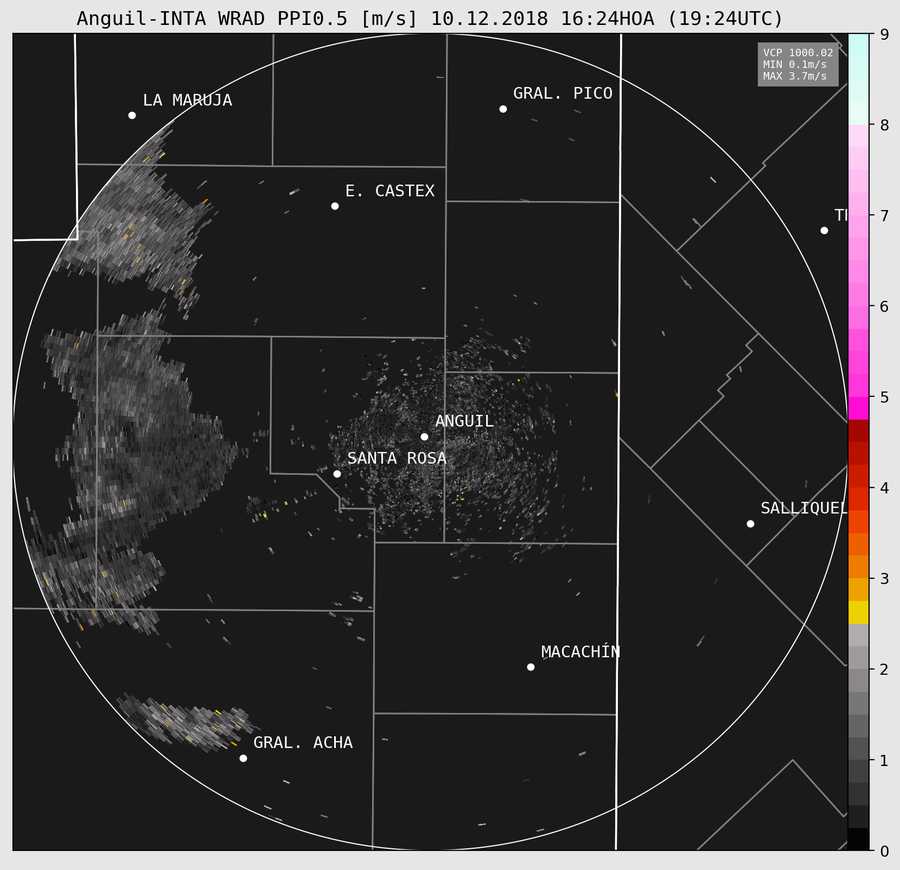 Anguil-INTA WRAD PPI0.5 [m/s] 10.12.2018 16:24HOA (19:24UTC)
VCP 1000.02
MIN 0.1m/s
MAX 3.7m/s
LA MARUJA
GRAL. PICO
E. CASTEX
ANGUIL
SANTA ROSA
SALLIQUEL
MACACHÍN
GRAL. ACHA
9
8
7
6
5
4
3
2
1
0